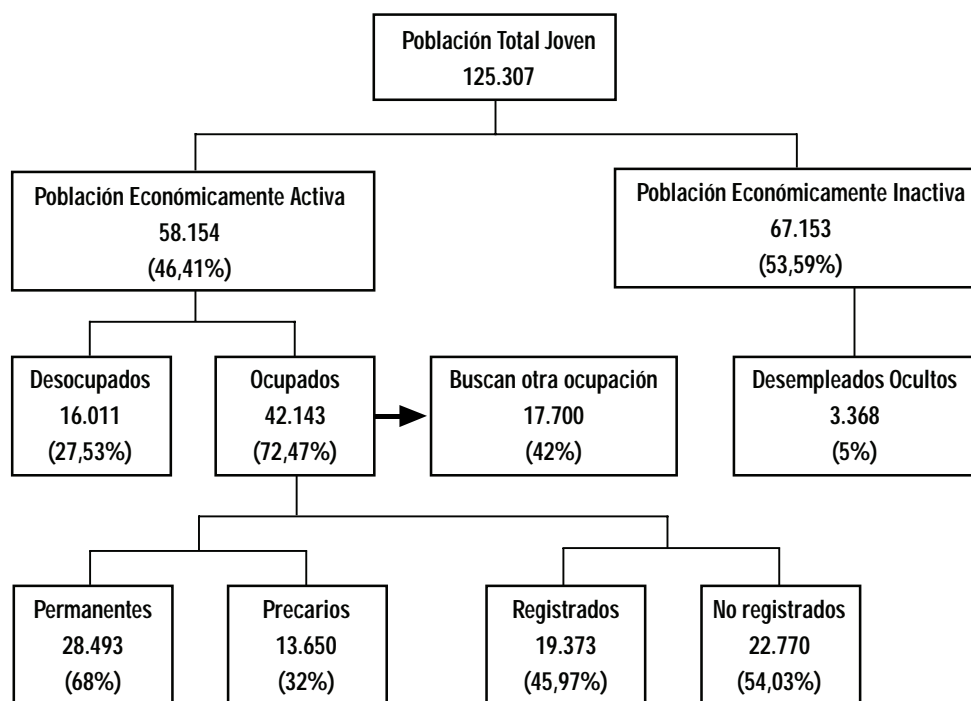 Población Total Joven
125.307
Población Económicamente Activa
58.154
(46,41%)
Población Económicamente Inactiva
67.153
(53,59%)
Desocupados
16.011
(27,53%)
Ocupados
42.143
(72,47%)
Buscan otra ocupación
17.700
(42%)
Desempleados Ocultos
3.368
(5%)
Permanentes
28.493
(68%)
Precarios
13.650
(32%)
Registrados
19.373
(45,97%)
No registrados
22.770
(54,03%)